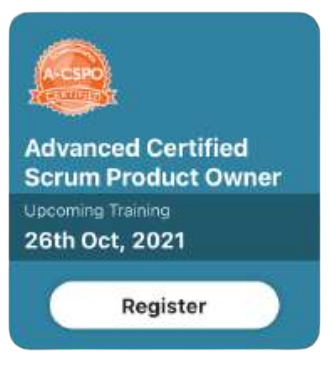 A-CSPO
CERTIFIED
Advanced Certified
Scrum Product Owner
Upcoming Training
26th Oct, 2021
Register